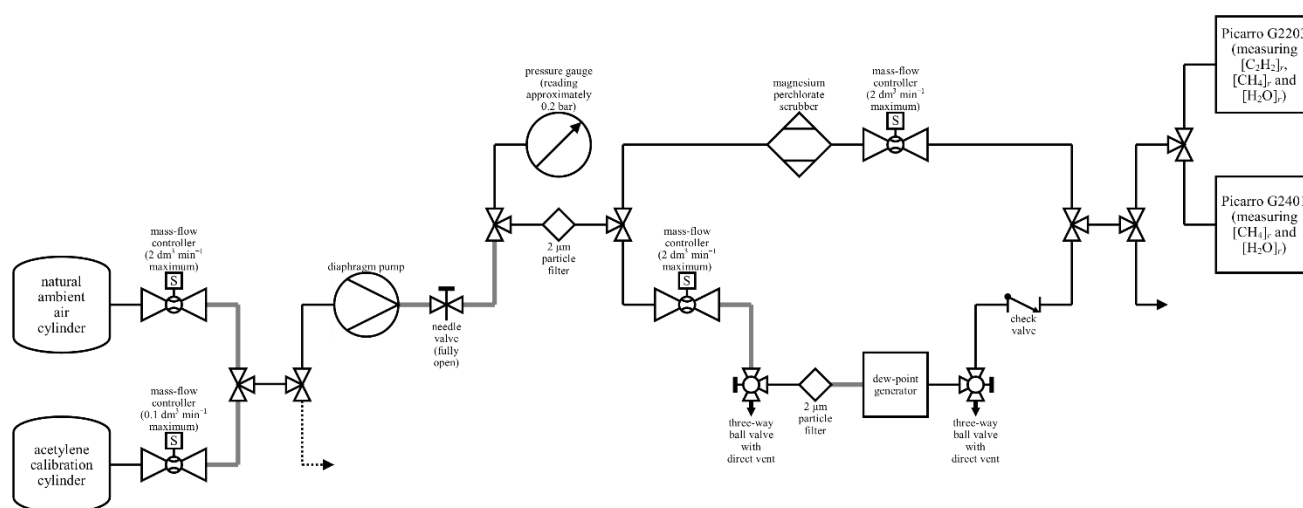 Picarro G2203
(measuring
[C₂H₂]ᵣ,
[CH₄]ᵣ and
[H₂O]ᵣ)
pressure gauge
(reading
approximately
0.2 bar)
magnesium
perchlorate
scrubber
mass-flow
controller
(2 dm³ min⁻¹
maximum)
S
Picarro G2401
(measuring
[CH₄]ᵣ and
[H₂O]ᵣ)
mass-flow
controller
(2 dm³ min⁻¹
maximum)
S
2 µm
particle
filter
mass-flow
controller
(2 dm³ min⁻¹
maximum)
S
natural
ambient
air
cylinder
diaphragm pump
needle
valve
(fully
open)
check
valve
mass-flow
controller
(0.1 dm³ min⁻¹
maximum)
S
dew-point
generator
2 µm
particle
filter
three-way
ball valve
with
direct vent
three-way
ball valve
with
direct vent
acetylene
calibration
cylinder